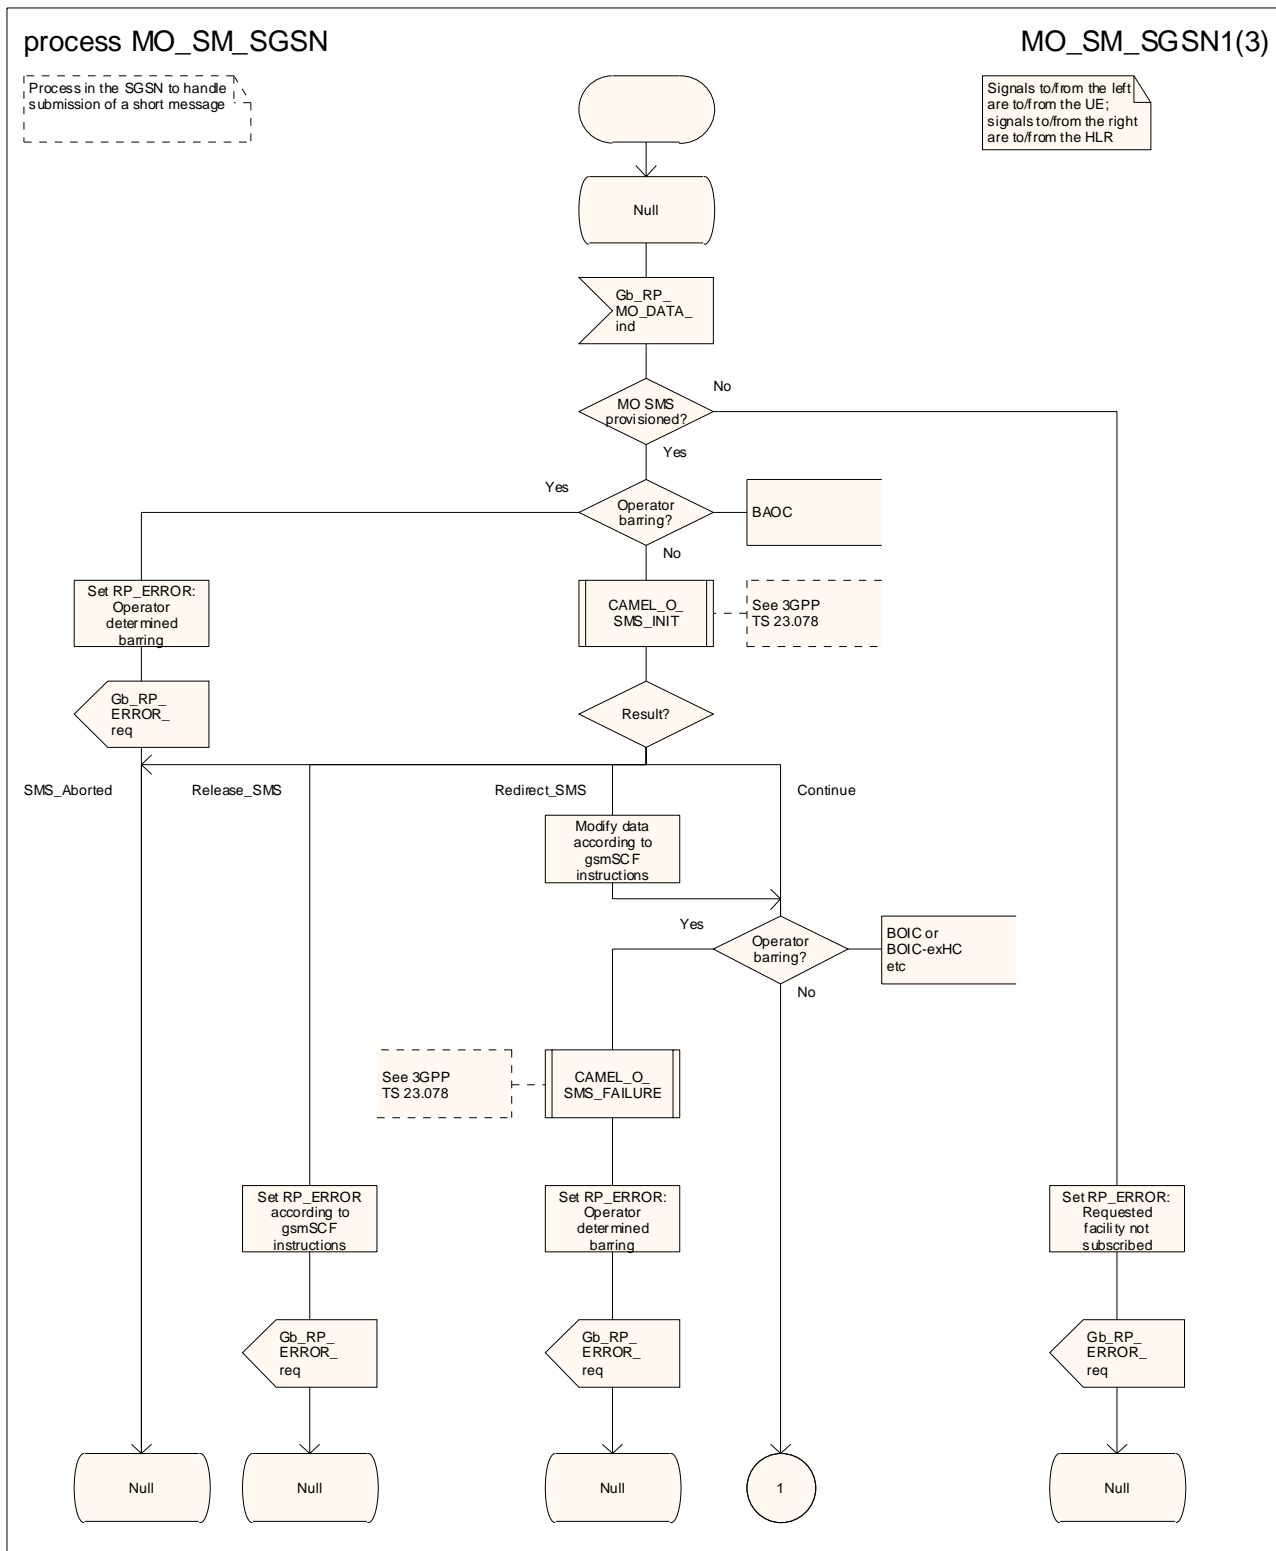 process MO_SM_SGSN
MO_SM_SGSN1(3)
Process in the SGSN to handle
submission of a short message
Signals to/from the left
are to/from the UE;
signals to/from the right
are to/from the HLR
Null
Gb_RP_
MO_DATA_
ind
No
MO SMS
provisioned?
Yes
Yes
Operator
barring?
BAOC
No
Set RP_ERROR:
Operator
determined
barring
CAMEL_O_
SMS_INIT
See 3GPP
TS 23.078
Gb_RP_
ERROR_
req
Result?
SMS_Aborted
Release_SMS
Redirect_SMS
Continue
Modify data
according to
gsmSCF
instructions
Yes
Operator
barring?
BOIC or
BOIC-exHC
etc
No
See 3GPP
TS 23.078
CAMEL_O_
SMS_FAILURE
Set RP_ERROR
according to
gsmSCF
instructions
Set RP_ERROR:
Operator
determined
barring
Set RP_ERROR:
Requested
facility not
subscribed
Gb_RP_
ERROR_
req
Gb_RP_
ERROR_
req
Gb_RP_
ERROR_
req
Null
Null
Null
1
Null